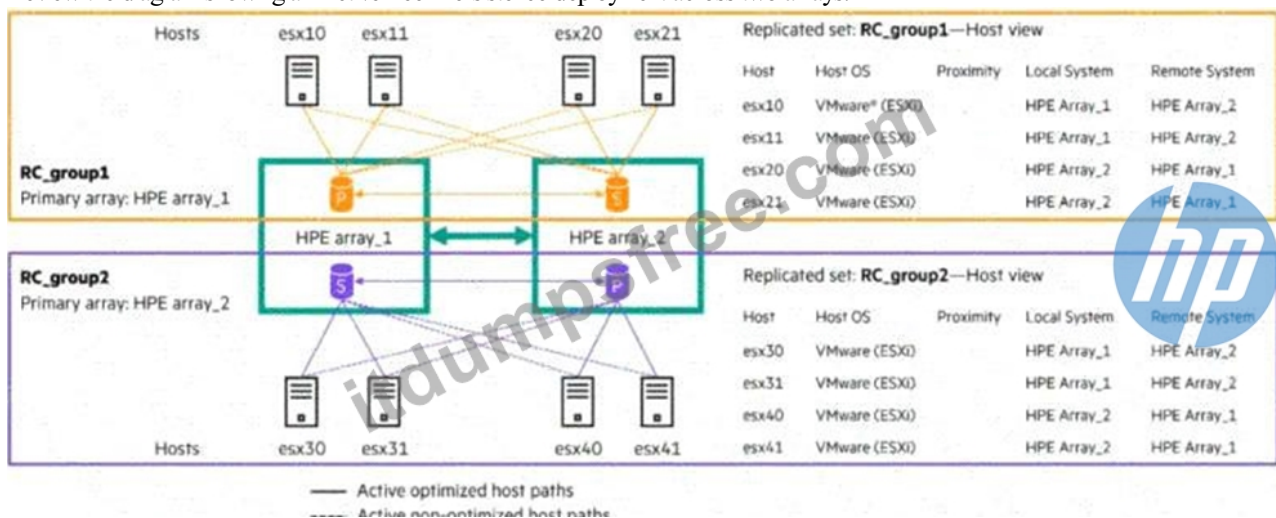 Hosts esx10 esx11 esx20 esx21
RC_group1
Primary array: HPE array_1
P S
HPE array_1 HPE array_2
Replicated set: RC_group1—Host view
Host Host OS Proximity Local System Remote System
esx10 VMware* (ESXi) HPE Array_1 HPE Array_2
esx11 VMware (ESXi) HPE Array_1 HPE Array_2
esx20 VMware (ESXi) HPE Array_2 HPE Array_1
esx21 VMware (ESXi) HPE Array_2 HPE Array_1
RC_group2
Primary array: HPE array_2
S P
Hosts esx30 esx31 esx40 esx41
Replicated set: RC_group2—Host view
Host Host OS Proximity Local System Remote System
esx30 VMware (ESXi) HPE Array_1 HPE Array_2
esx31 VMware (ESXi) HPE Array_1 HPE Array_2
esx40 VMware (ESXi) HPE Array_2 HPE Array_1
esx41 VMware (ESXi) HPE Array_2 HPE Array_1
Active optimized host paths
Active non-optimized host paths
itdumpsfree.com
hp